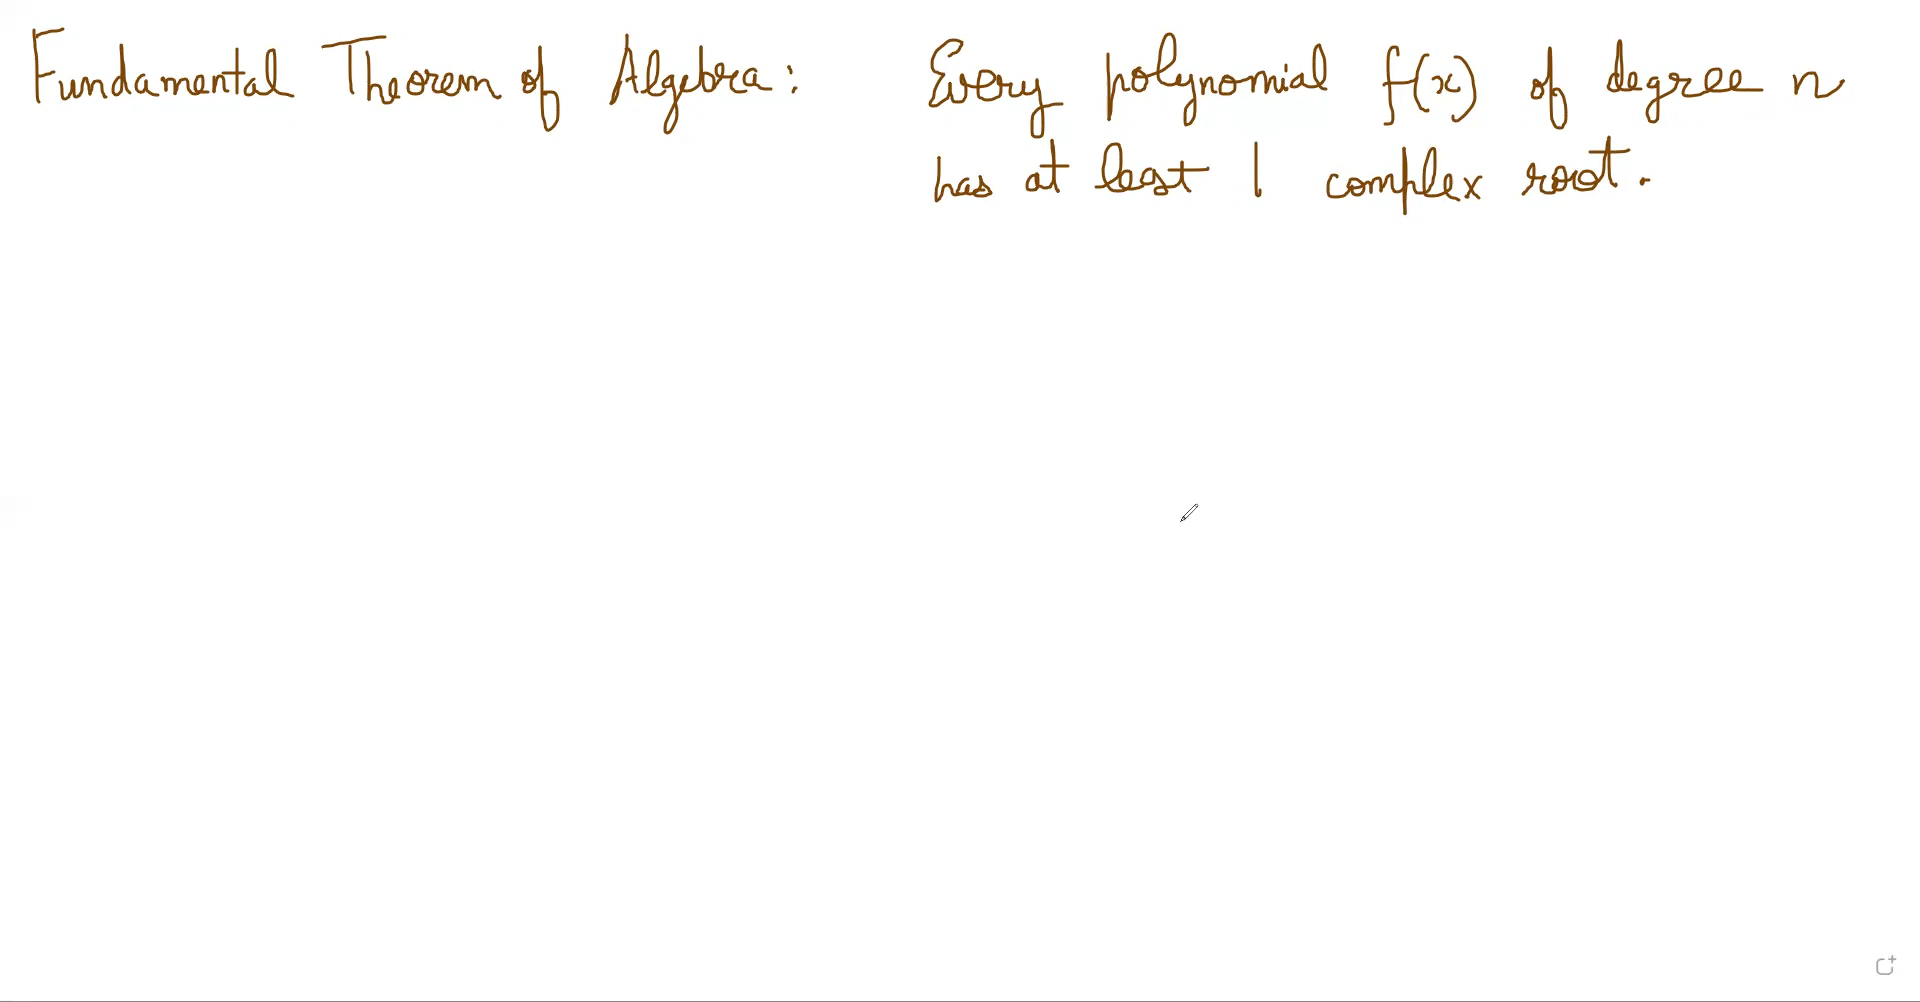 Fundamental Theorem of Algebra: Every polynomial f(x) of degree n
has at least 1 complex root.